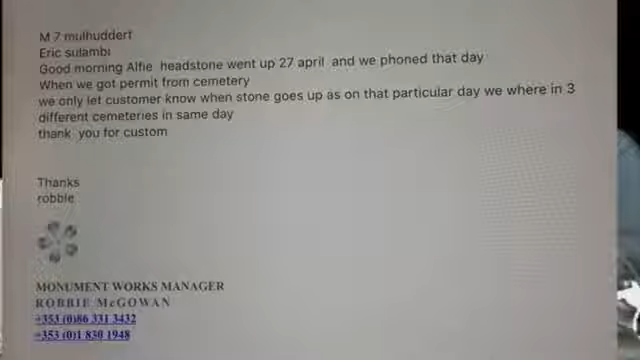 M 7 mulhuddert
Eric sulambi
Good morning Alfie headstone went up 27 april and we phoned that day
When we got permit from cemetery
we only let customer know when stone goes up as on that particular day we where in 3
different cemeteries in same day
thank you for custom
Thanks
robbie
MONUMENT WORKS MANAGER
ROBBIE McGOWAN
+353 (0)86 331 3432
+353 (0)1 830 1948